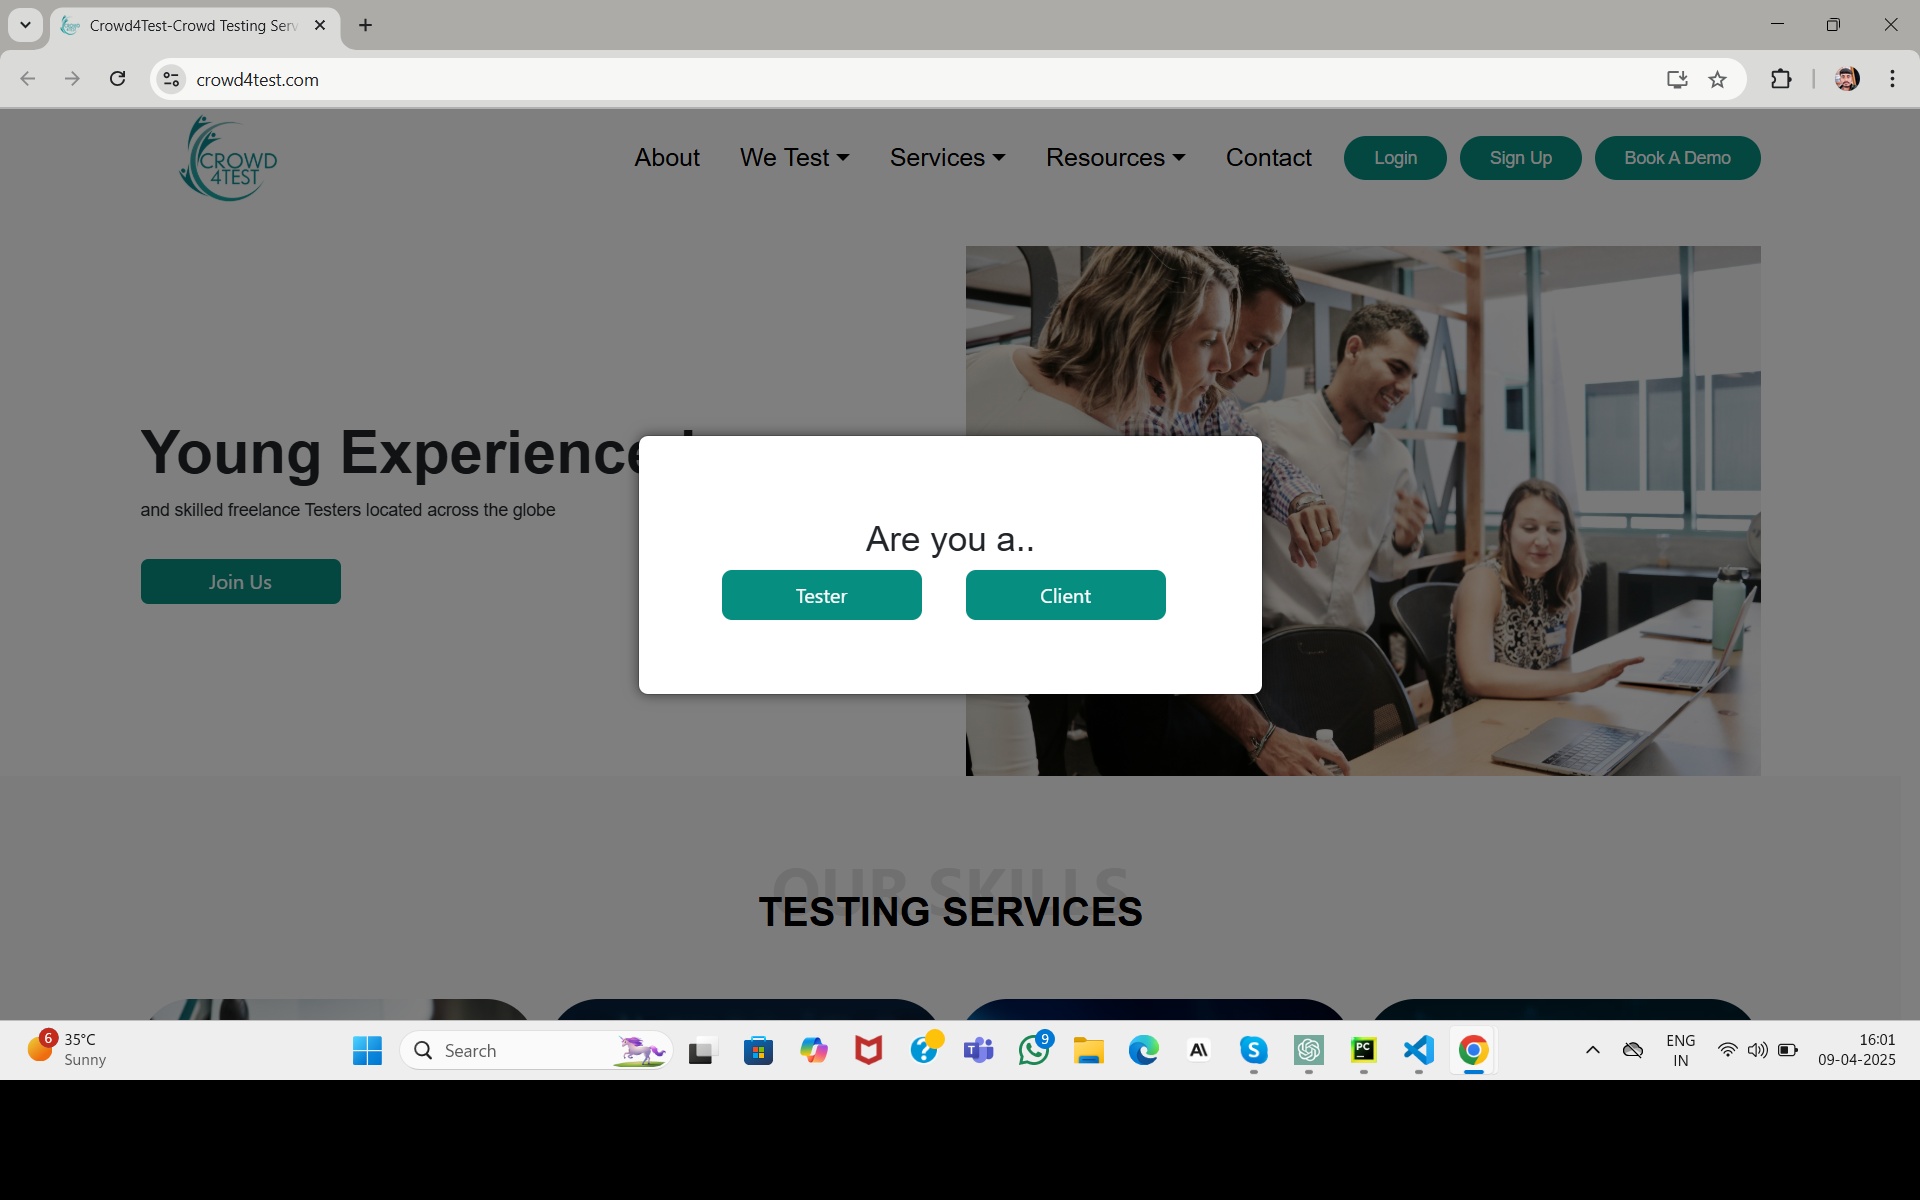 Crowd4Test-Crowd Testing Serv
crowd4test.com
CROWD
4TEST
About
We Test
Services
Resources
Contact
Login
Sign Up
Book A Demo
Young Experience
and skilled freelance Testers located across the globe
Join Us
Are you a..
Tester
Client
OUR SKILLS
TESTING SERVICES
6
35°C
Sunny
Search
9
PC
ENG
IN
16:01
09-04-2025